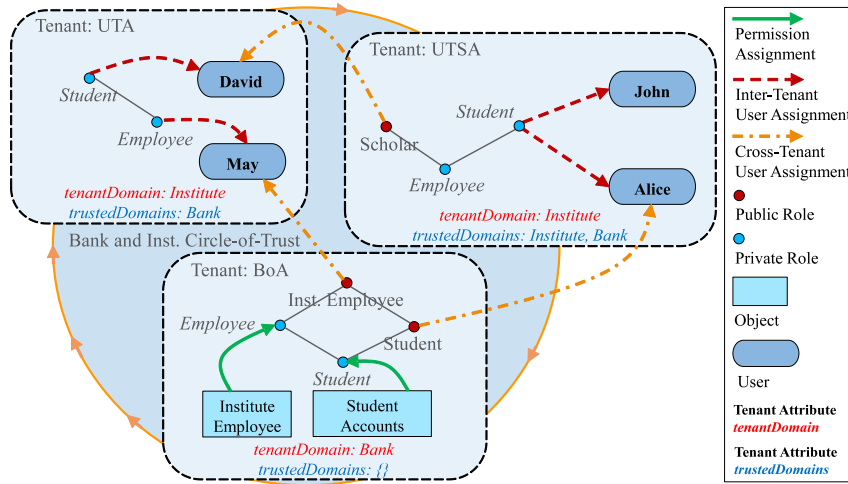 Tenant: UTA
David
Student
Employee
May
tenantDomain: Institute
trustedDomains: Bank
Tenant: UTSA
John
Student
Scholar
Employee
Alice
tenantDomain: Institute
trustedDomains: Institute, Bank
Bank and Inst. Circle-of-Trust
Tenant: BoA
Inst. Employee
Employee
Student
Student
Institute
Employee
Student
Accounts
tenantDomain: Bank
trustedDomains: {}
Permission
Assignment
Inter-Tenant
User Assignment
Cross-Tenant
User Assignment
Public Role
Private Role
Object
User
Tenant Attribute
tenantDomain
Tenant Attribute
trustedDomains